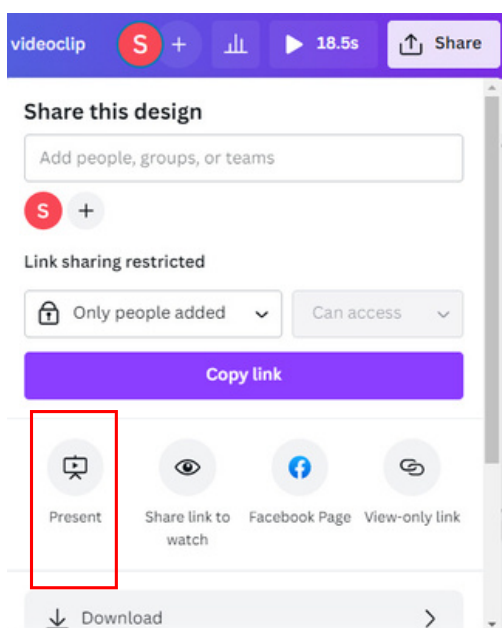 videoclip S + 18.5s Share
Share this design
Add people, groups, or teams
S +
Link sharing restricted
Only people added Can access
Copy link
Present Share link to watch Facebook Page View-only link
Download